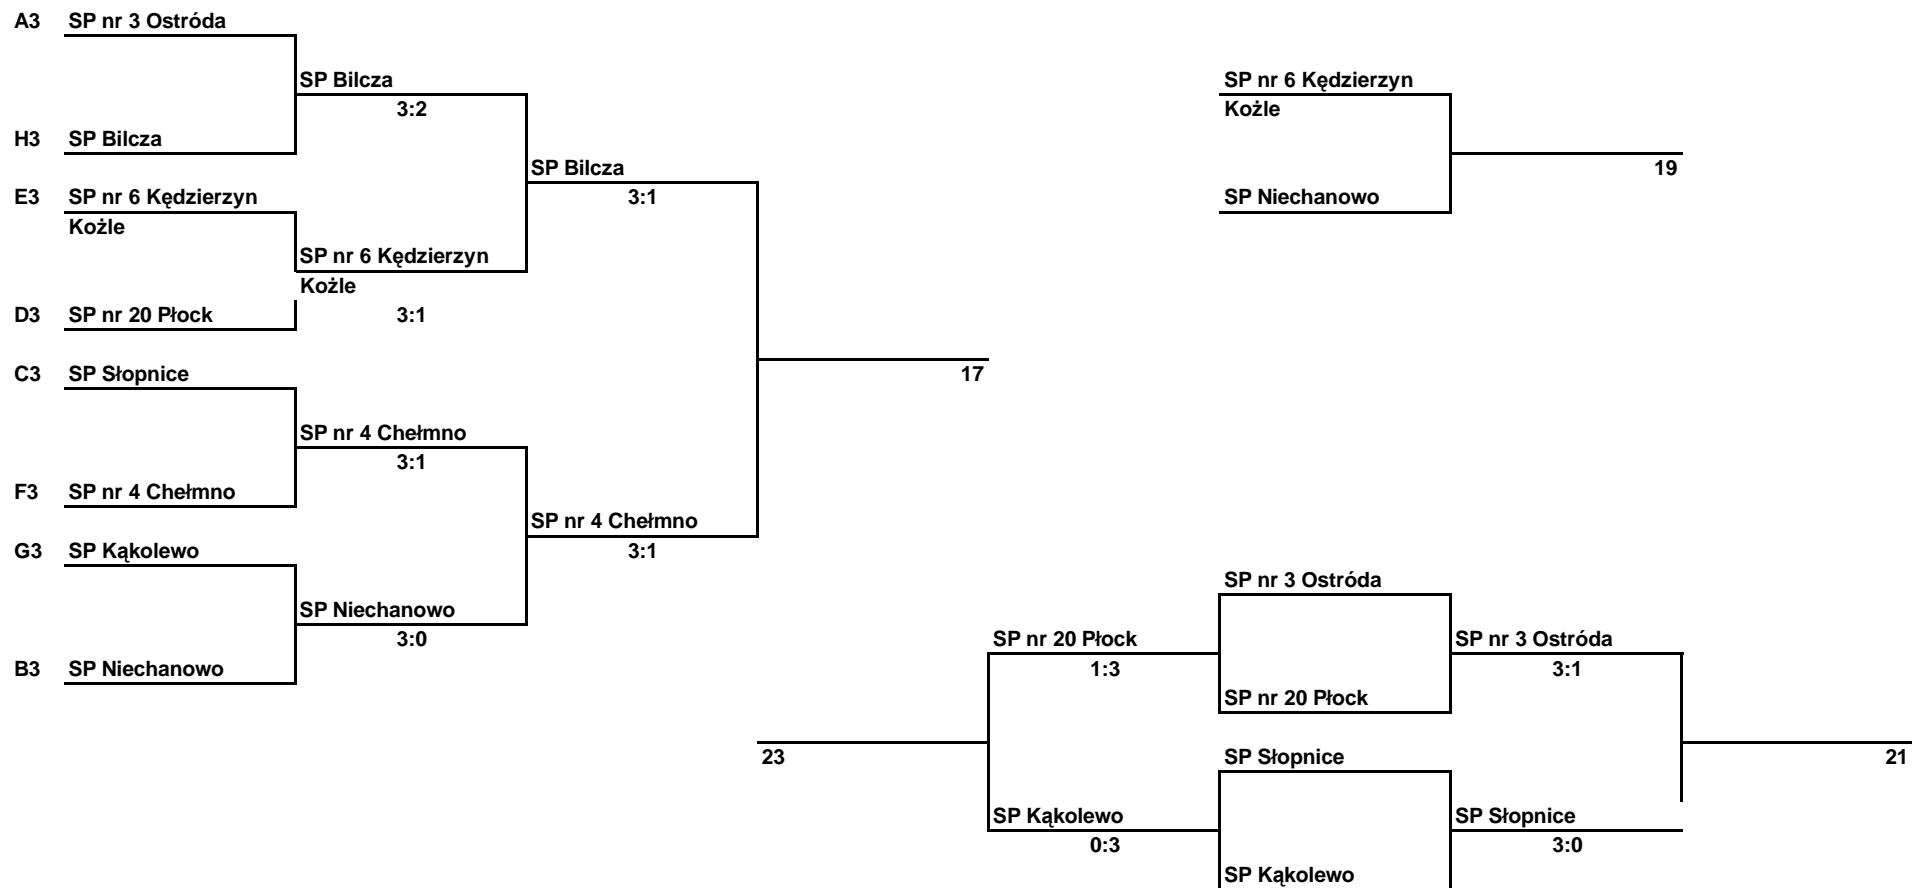 A3 SP nr 3 Ostróda
SP Bilcza
3:2
H3 SP Bilcza
SP Bilcza
3:1
E3 SP nr 6 Kędzierzyn
Kożle
SP nr 6 Kędzierzyn
Kożle
3:1
D3 SP nr 20 Płock
C3 SP Słopnice
17
SP nr 4 Chełmno
3:1
F3 SP nr 4 Chełmno
SP nr 4 Chełmno
3:1
G3 SP Kąkolewo
SP Niechanowo
3:0
B3 SP Niechanowo
SP nr 6 Kędzierzyn
Kożle
19
SP Niechanowo
SP nr 3 Ostróda
SP nr 20 Płock
1:3
SP nr 3 Ostróda
3:1
SP nr 20 Płock
23
SP Słopnice
21
SP Kąkolewo
0:3
SP Słopnice
3:0
SP Kąkolewo